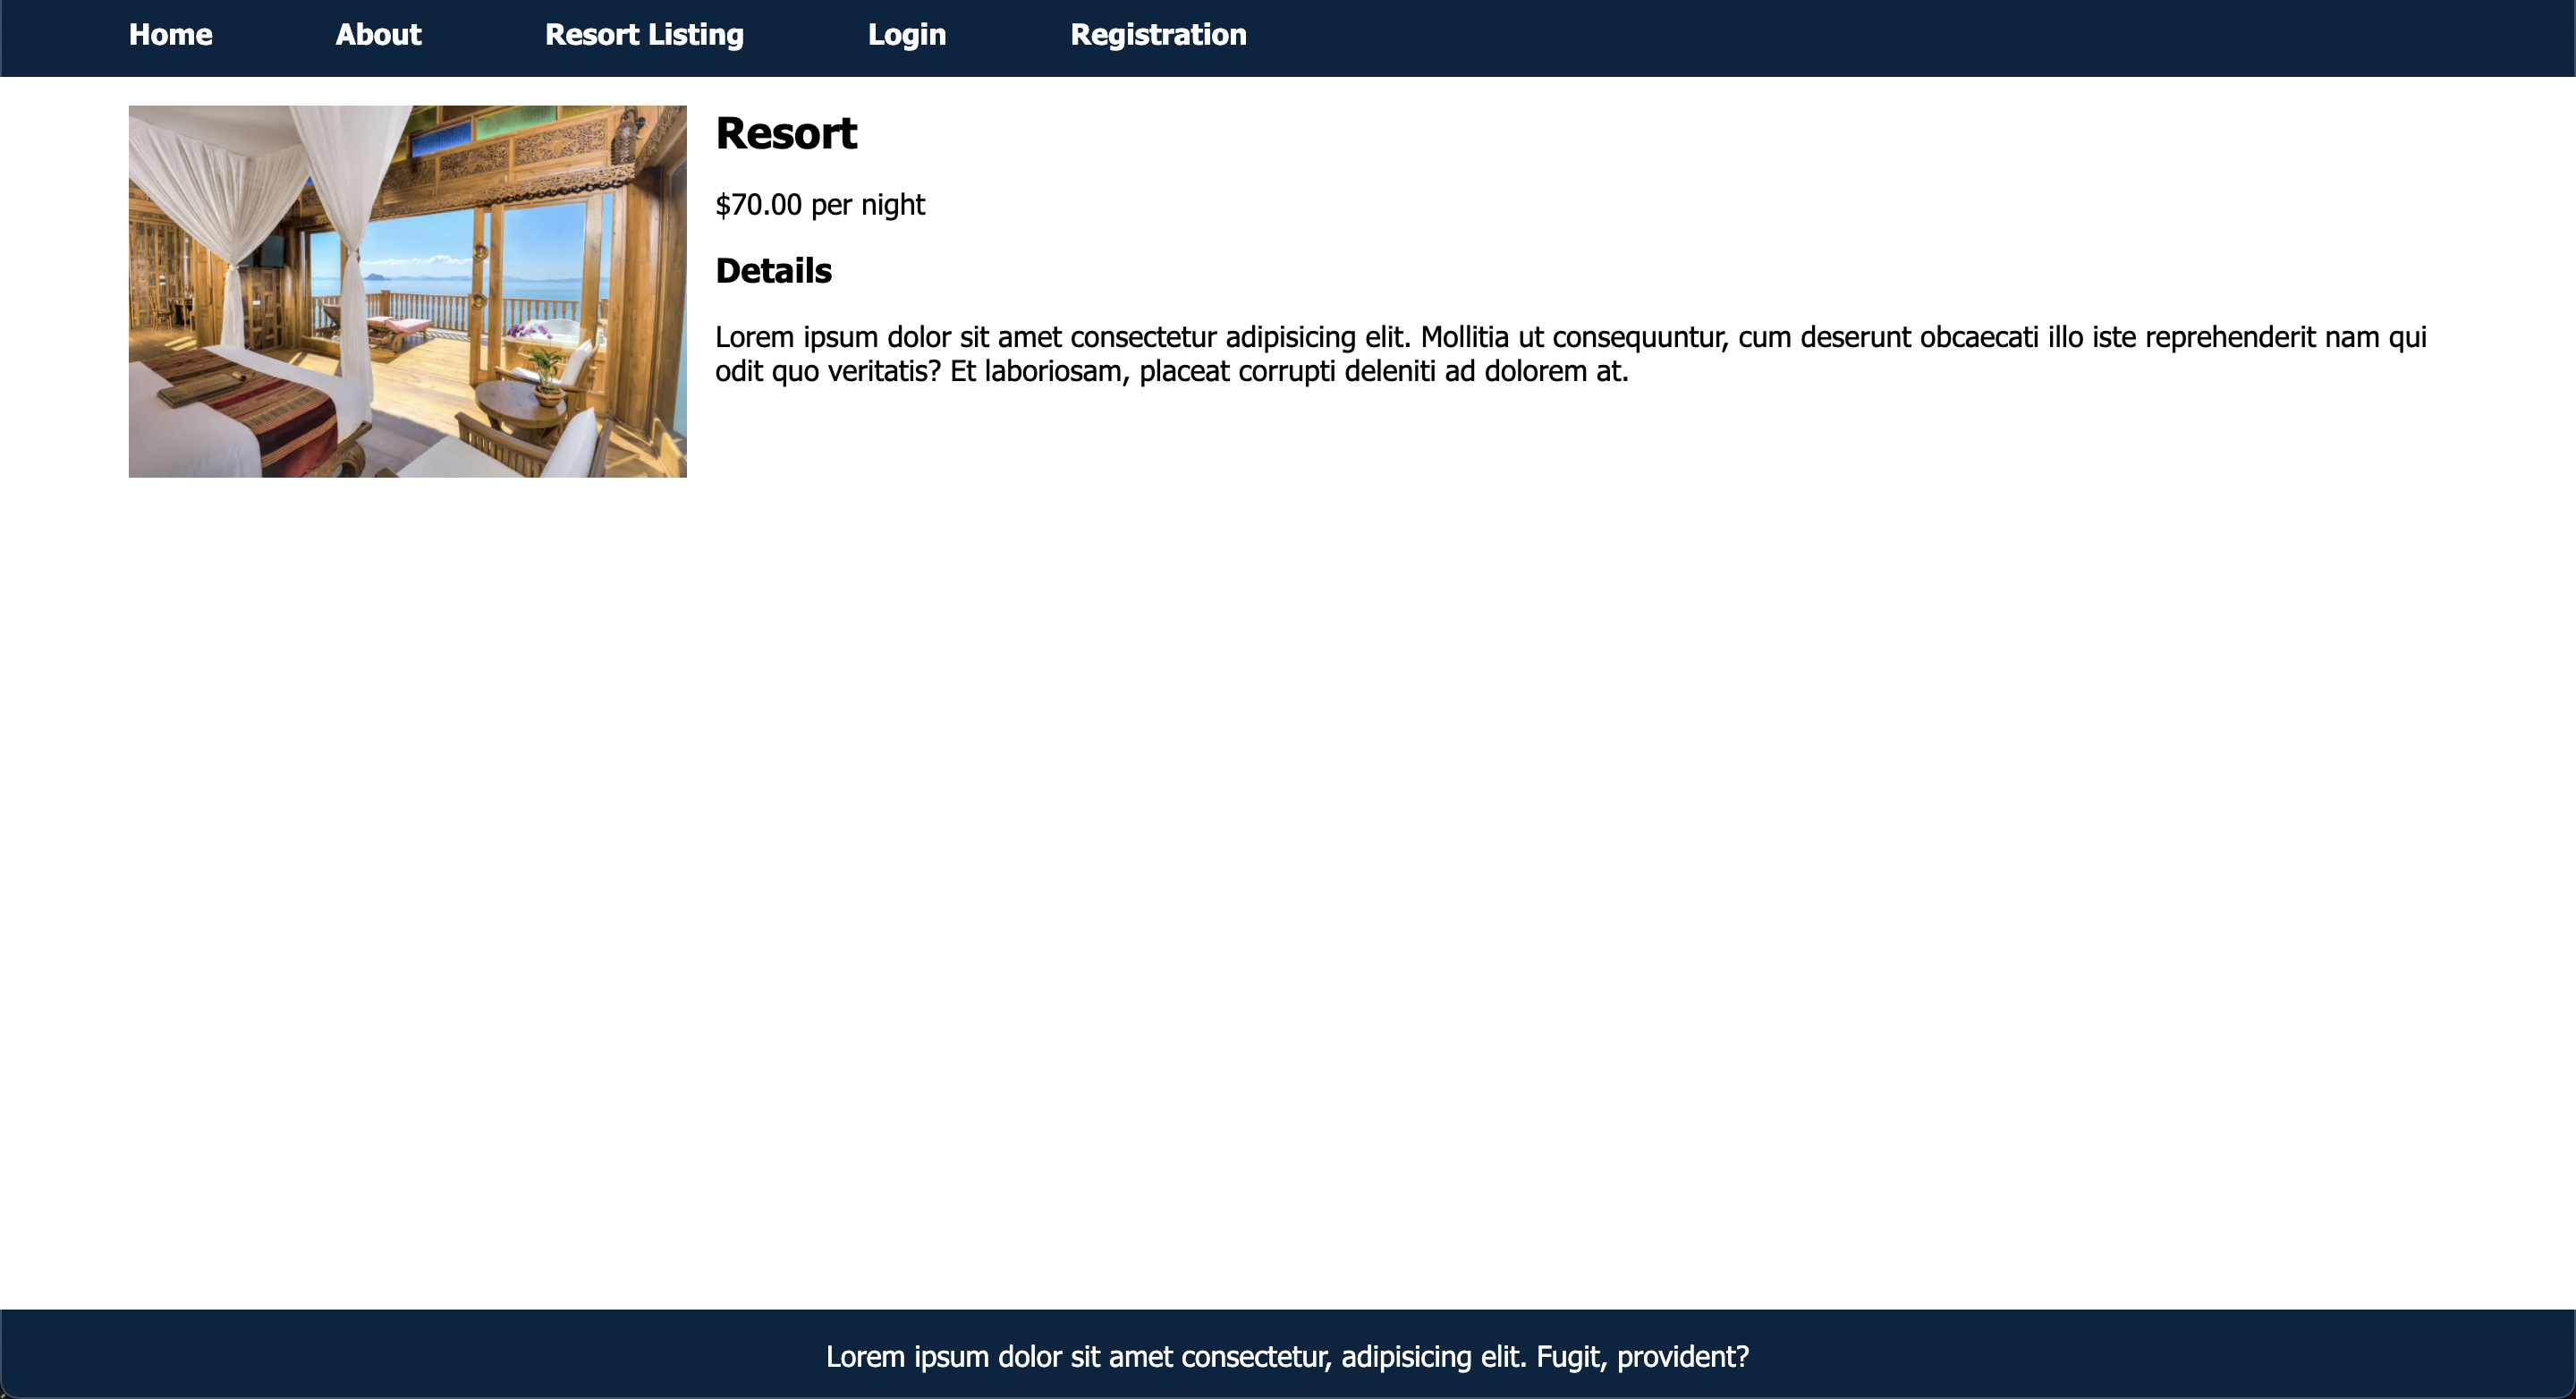 Home About Resort Listing Login Registration
Resort
$70.00 per night
Details
Lorem ipsum dolor sit amet consectetur adipisicing elit. Mollitia ut consequuntur, cum deserunt obcaecati illo iste reprehenderit nam qui
odit quo veritatis? Et laboriosam, placeat corrupti deleniti ad dolorem at.
Lorem ipsum dolor sit amet consectetur, adipisicing elit. Fugit, provident?